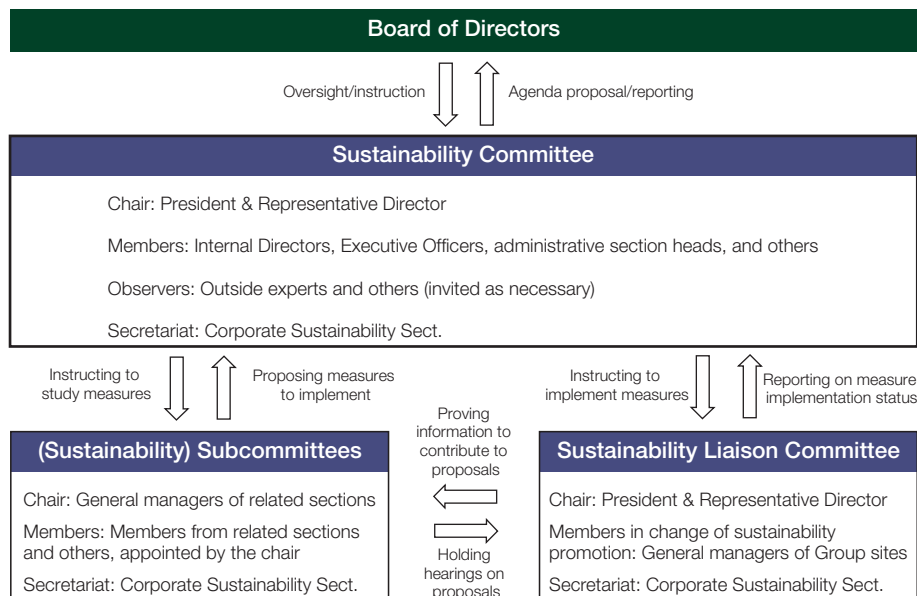 Board of Directors
Oversight/instruction
Agenda proposal/reporting
Sustainability Committee
Chair: President & Representative Director
Members: Internal Directors, Executive Officers, administrative section heads, and others
Observers: Outside experts and others (invited as necessary)
Secretariat: Corporate Sustainability Sect.
Instructing to
study measures
Proposing measures
to implement
Instructing to
implement measures
Reporting on measure
implementation status
(Sustainability) Subcommittees
Chair: General managers of related sections
Members: Members from related sections
and others, appointed by the chair
Secretariat: Corporate Sustainability Sect.
Proving
information to
contribute to
proposals
Holding
hearings on
proposals
Sustainability Liaison Committee
Chair: President & Representative Director
Members in change of sustainability
promotion: General managers of Group sites
Secretariat: Corporate Sustainability Sect.